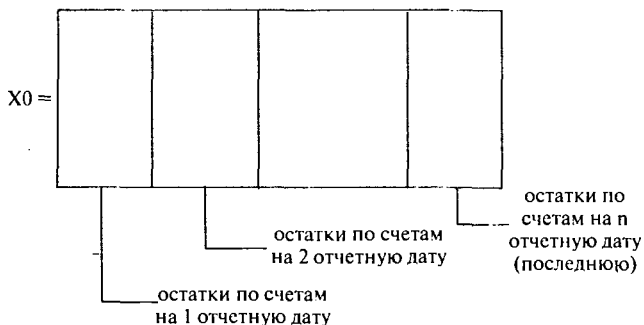 X0 =
остатки по счетам
на 1 отчетную дату
остатки по счетам
на 2 отчетную дату
остатки по
счетам на n
отчетную дату
(последнюю)